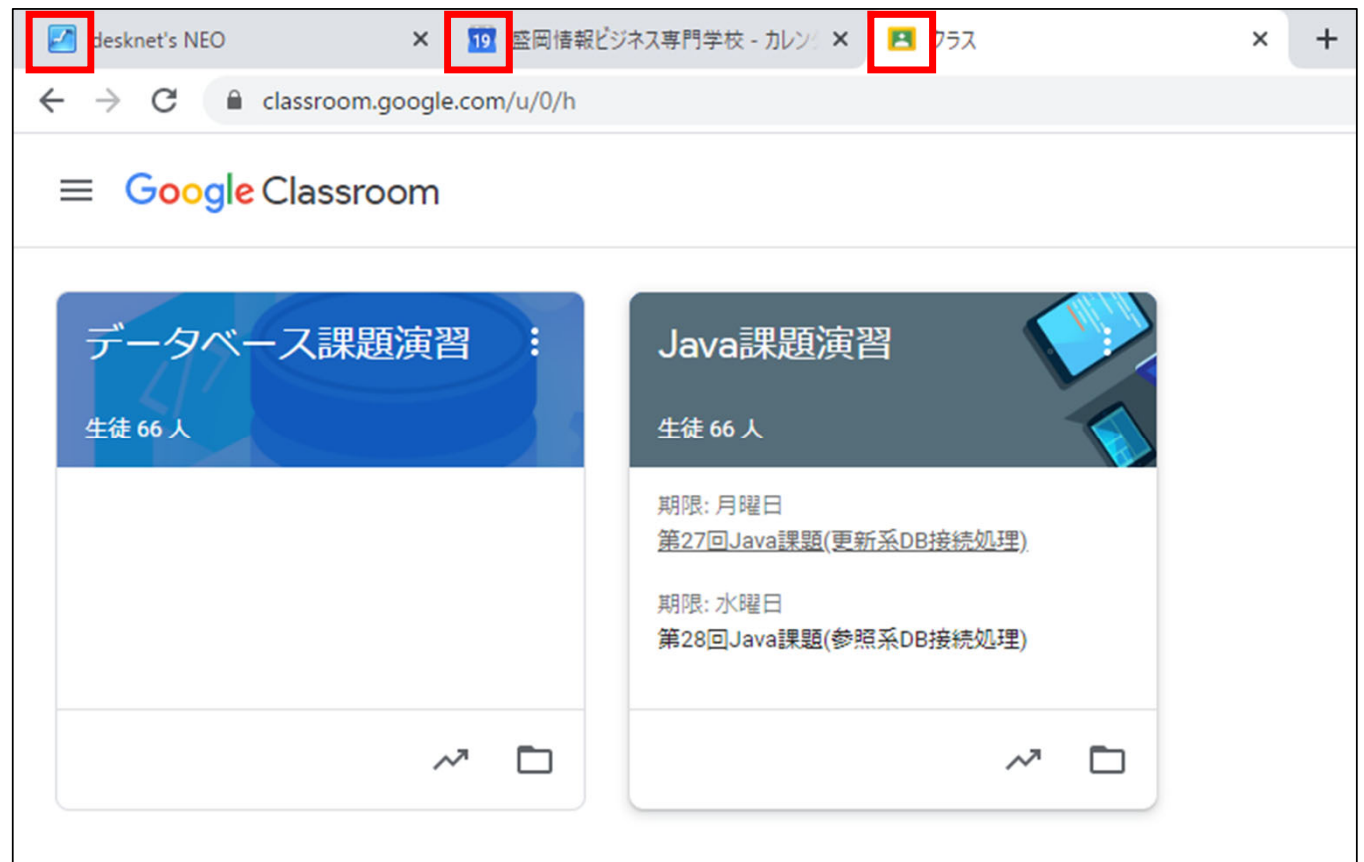 desknet's NEO
19
盛岡情報ビジネス専門学校 - カレン
クラス
classroom.google.com/u/0/h
Google Classroom
データベース課題演習
生徒 66 人
Java課題演習
生徒 66 人
期限: 月曜日
第27回Java課題(更新系DB接続処理)
期限: 水曜日
第28回Java課題(参照系DB接続処理)